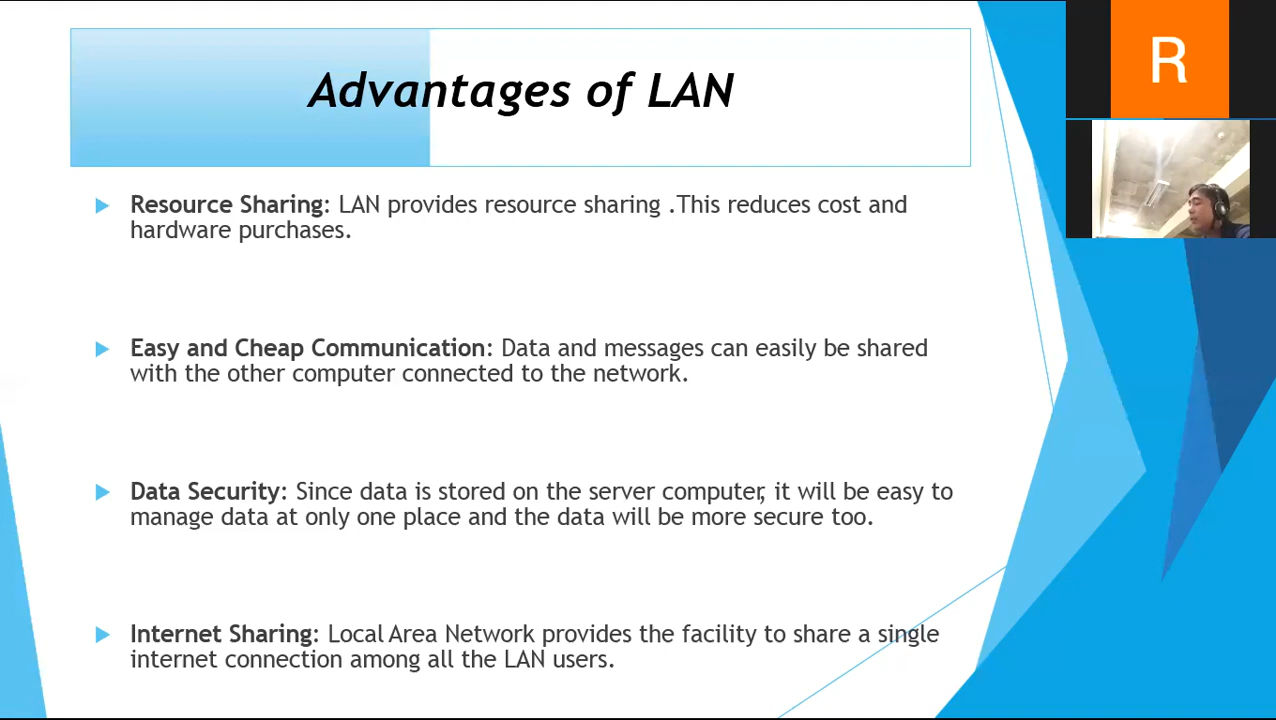 Advantages of LAN
R
Resource Sharing: LAN provides resource sharing .This reduces cost and
hardware purchases.
Easy and Cheap Communication: Data and messages can easily be shared
with the other computer connected to the network.
Data Security: Since data is stored on the server computer, it will be easy to
manage data at only one place and the data will be more secure too.
Internet Sharing: Local Area Network provides the facility to share a single
internet connection among all the LAN users.